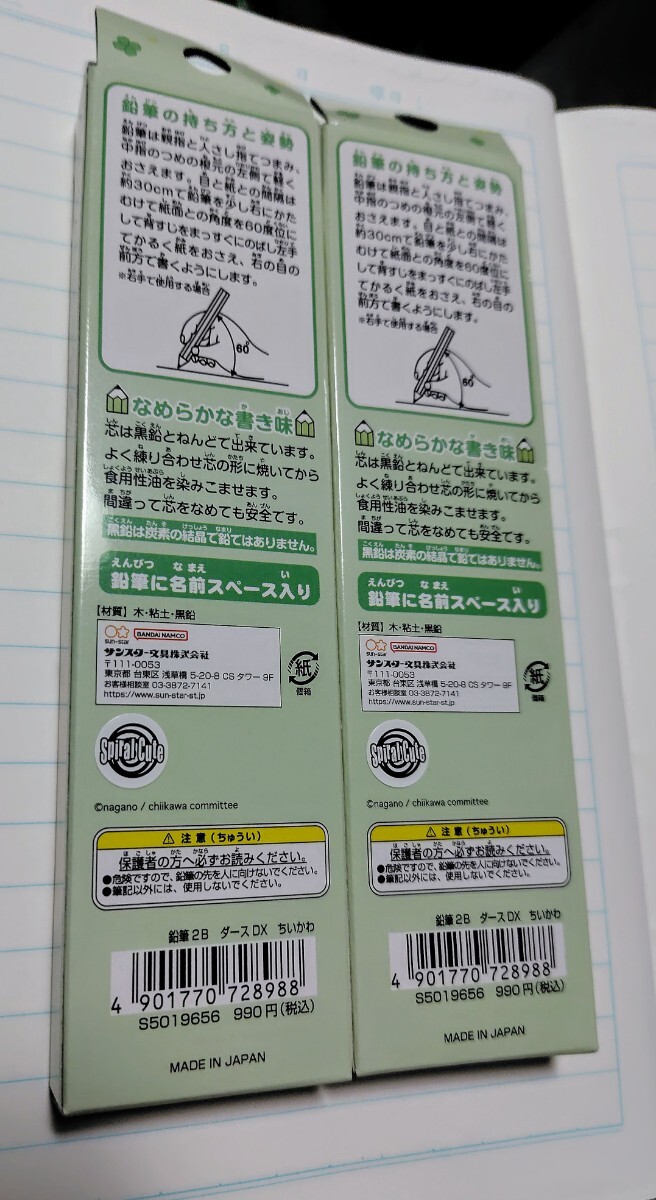 鉛筆の持ち方と姿勢
鉛筆は親指と人さし指でつまみ、
中指のつめの根元の左側で軽く
おさえます。目と紙との間隔は
約30cmで鉛筆を少し右にかた
むけて紙面との角度を60度位に
して背すじをまっすぐにのばし左手
でかるく紙をおさえ、右の目の
前方で書くようにします。
※右手で使用する場合
60°
なめらかな書き味
芯は黒鉛とねんどで出来ています。
よく練り合わせ芯の形に焼いてから
食用性油を染みこませます。
間違って芯をなめても安全です。
黒鉛は炭素の結晶で鉛ではありません。
えんぴつ なまえ い
鉛筆に名前スペース入り
【材質】木・粘土・黒鉛
sun-star BANDAI NAMCO
サンスター文具株式会社
〒111-0053
東京都 台東区 浅草橋 5-20-8 CS タワー 9F
お客様相談室 03-3872-7141
https://www.sun-star-st.jp
紙
個箱
Spiral Cute
©nagano / chiikawa committee
⚠ 注意(ちゅうい)
保護者の方へ必ずお読みください。
●危険ですので、鉛筆の先を人に向けないでください。
●筆記以外には、使用しないでください。
鉛筆2B ダースDX ちいかわ
4 901770 728988
S5019656 990円(税込)
MADE IN JAPAN
鉛筆の持ち方と姿勢
鉛筆は親指と人さし指でつまみ、
中指のつめの根元の左側で軽く
おさえます。目と紙との間隔は
約30cmで鉛筆を少し右にかた
むけて紙面との角度を60度位に
して背すじをまっすぐにのばし左手
でかるく紙をおさえ、右の目の
前方で書くようにします。
※右手で使用する場合
60°
なめらかな書き味
芯は黒鉛とねんどで出来ています。
よく練り合わせ芯の形に焼いてから
食用性油を染みこませます。
間違って芯をなめても安全です。
黒鉛は炭素の結晶で鉛ではありません。
えんぴつ なまえ い
鉛筆に名前スペース入り
【材質】木・粘土・黒鉛
sun-star BANDAI NAMCO
サンスター文具株式会社
〒111-0053
東京都 台東区 浅草橋 5-20-8 CS タワー 9F
お客様相談室 03-3872-7141
https://www.sun-star-st.jp
紙
個箱
Spiral Cute
©nagano / chiikawa committee
⚠ 注意(ちゅうい)
保護者の方へ必ずお読みください。
●危険ですので、鉛筆の先を人に向けないでください。
●筆記以外には、使用しないでください。
鉛筆2B ダースDX ちいかわ
4 901770 728988
S5019656 990円(税込)
MADE IN JAPAN